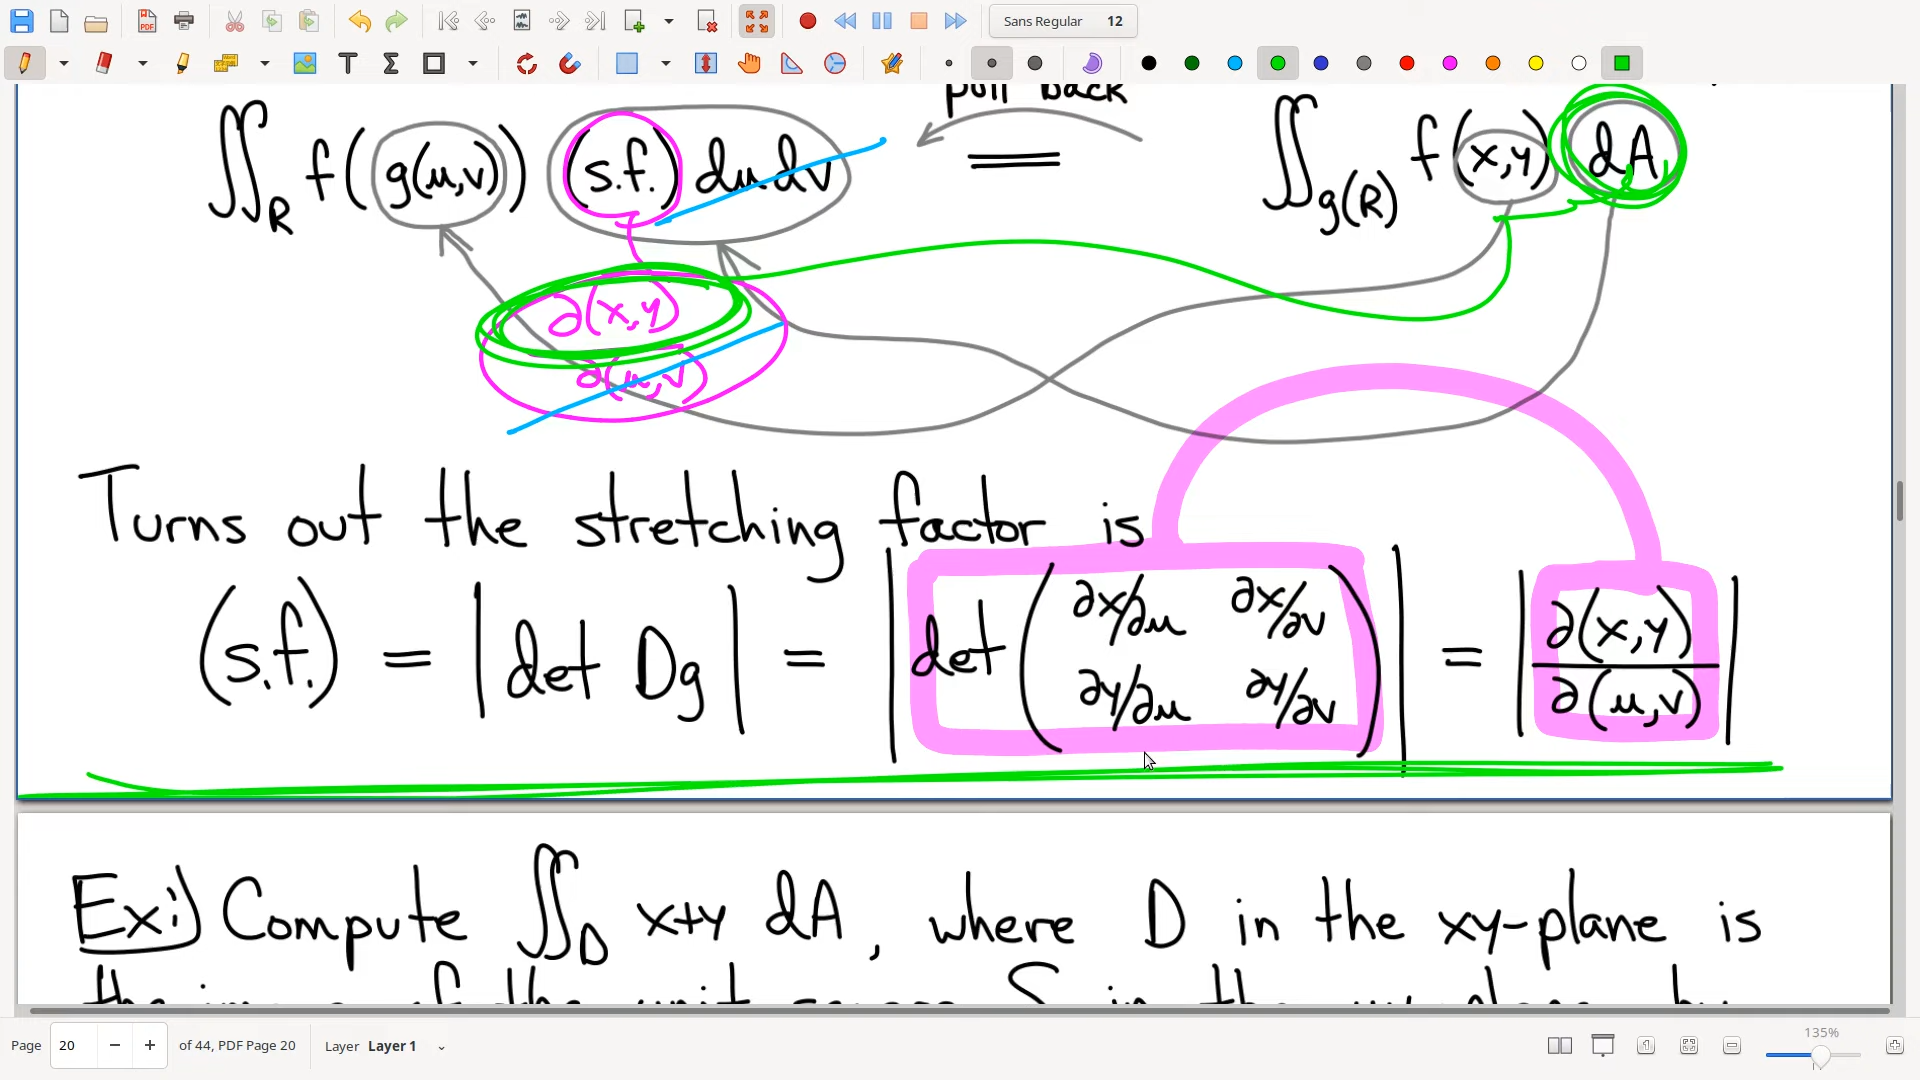 Sans Regular 12
pull back
∬_R f(g(u,v)) (s.f.) du dv = ∬_{g(R)} f(x,y) dA
∂(x,y)
∂(u,v)
Turns out the stretching factor is
(s.f.) = |det Dg| = |det (∂x/∂u ∂x/∂v ∂y/∂u ∂y/∂v)| = |∂(x,y)/∂(u,v)|
Ex: Compute ∬_D x+y dA, where D in the xy-plane is
Page 20 of 44, PDF Page 20 Layer Layer 1 135%